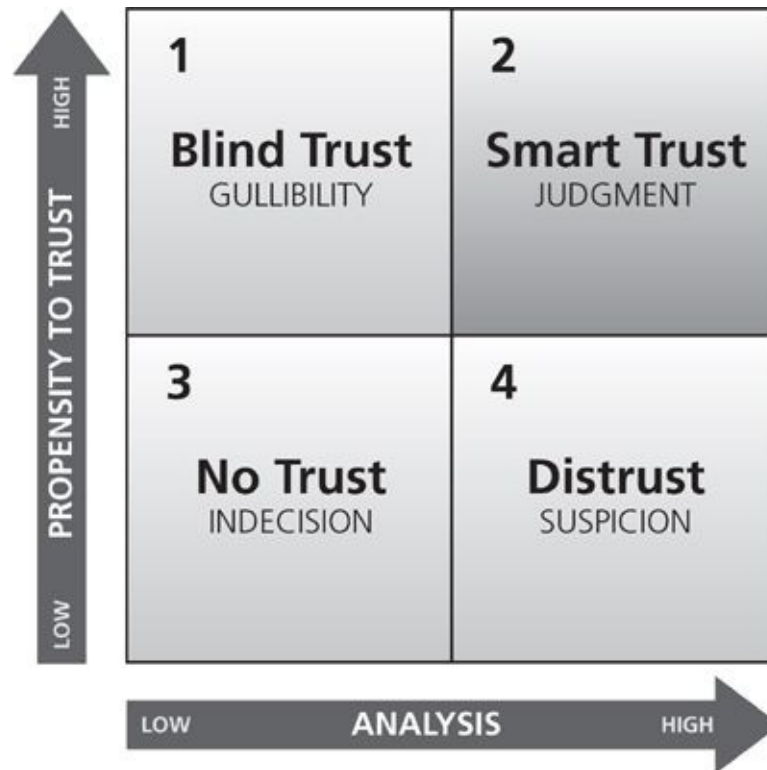 HIGH
PROPENSITY TO TRUST
LOW
1
Blind Trust
GULLIBILITY
2
Smart Trust
JUDGMENT
3
No Trust
INDECISION
4
Distrust
SUSPICION
LOW
ANALYSIS
HIGH